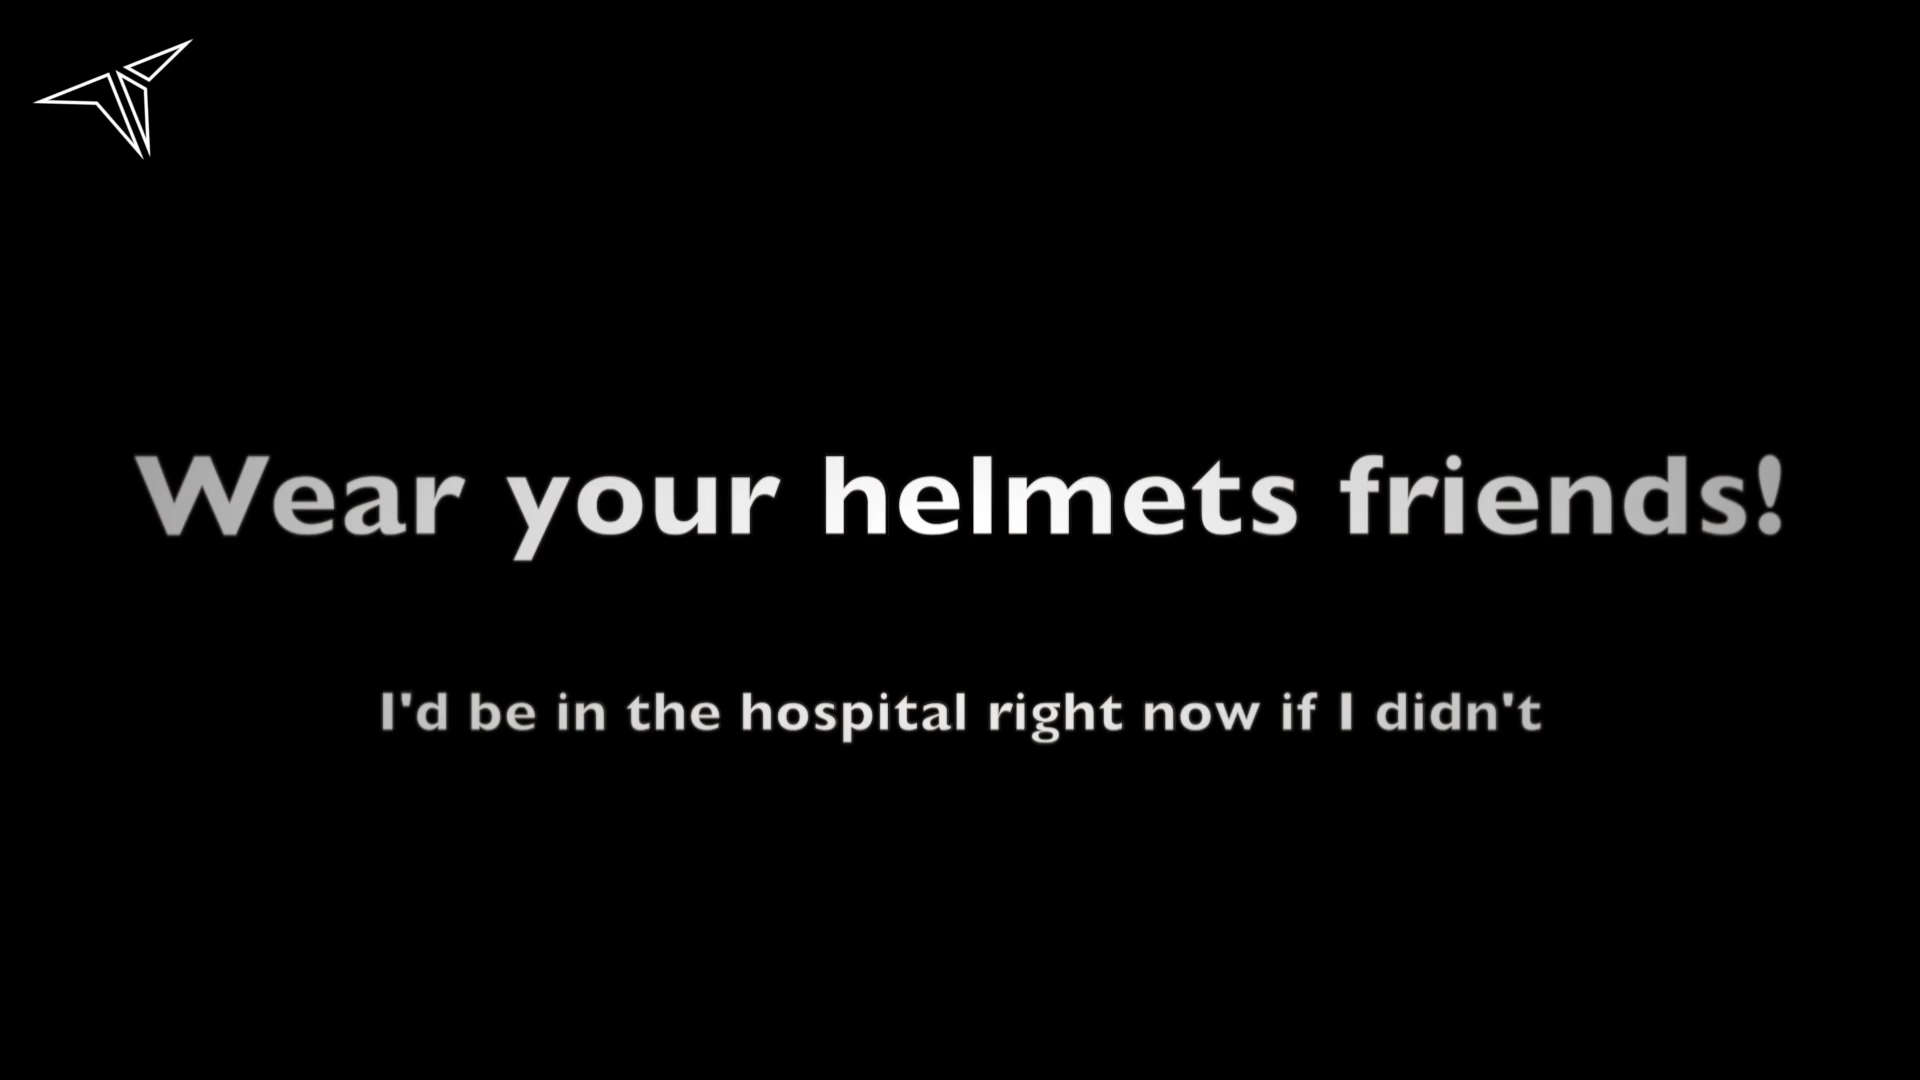 Wear your helmets friends!
I'd be in the hospital right now if I didn't